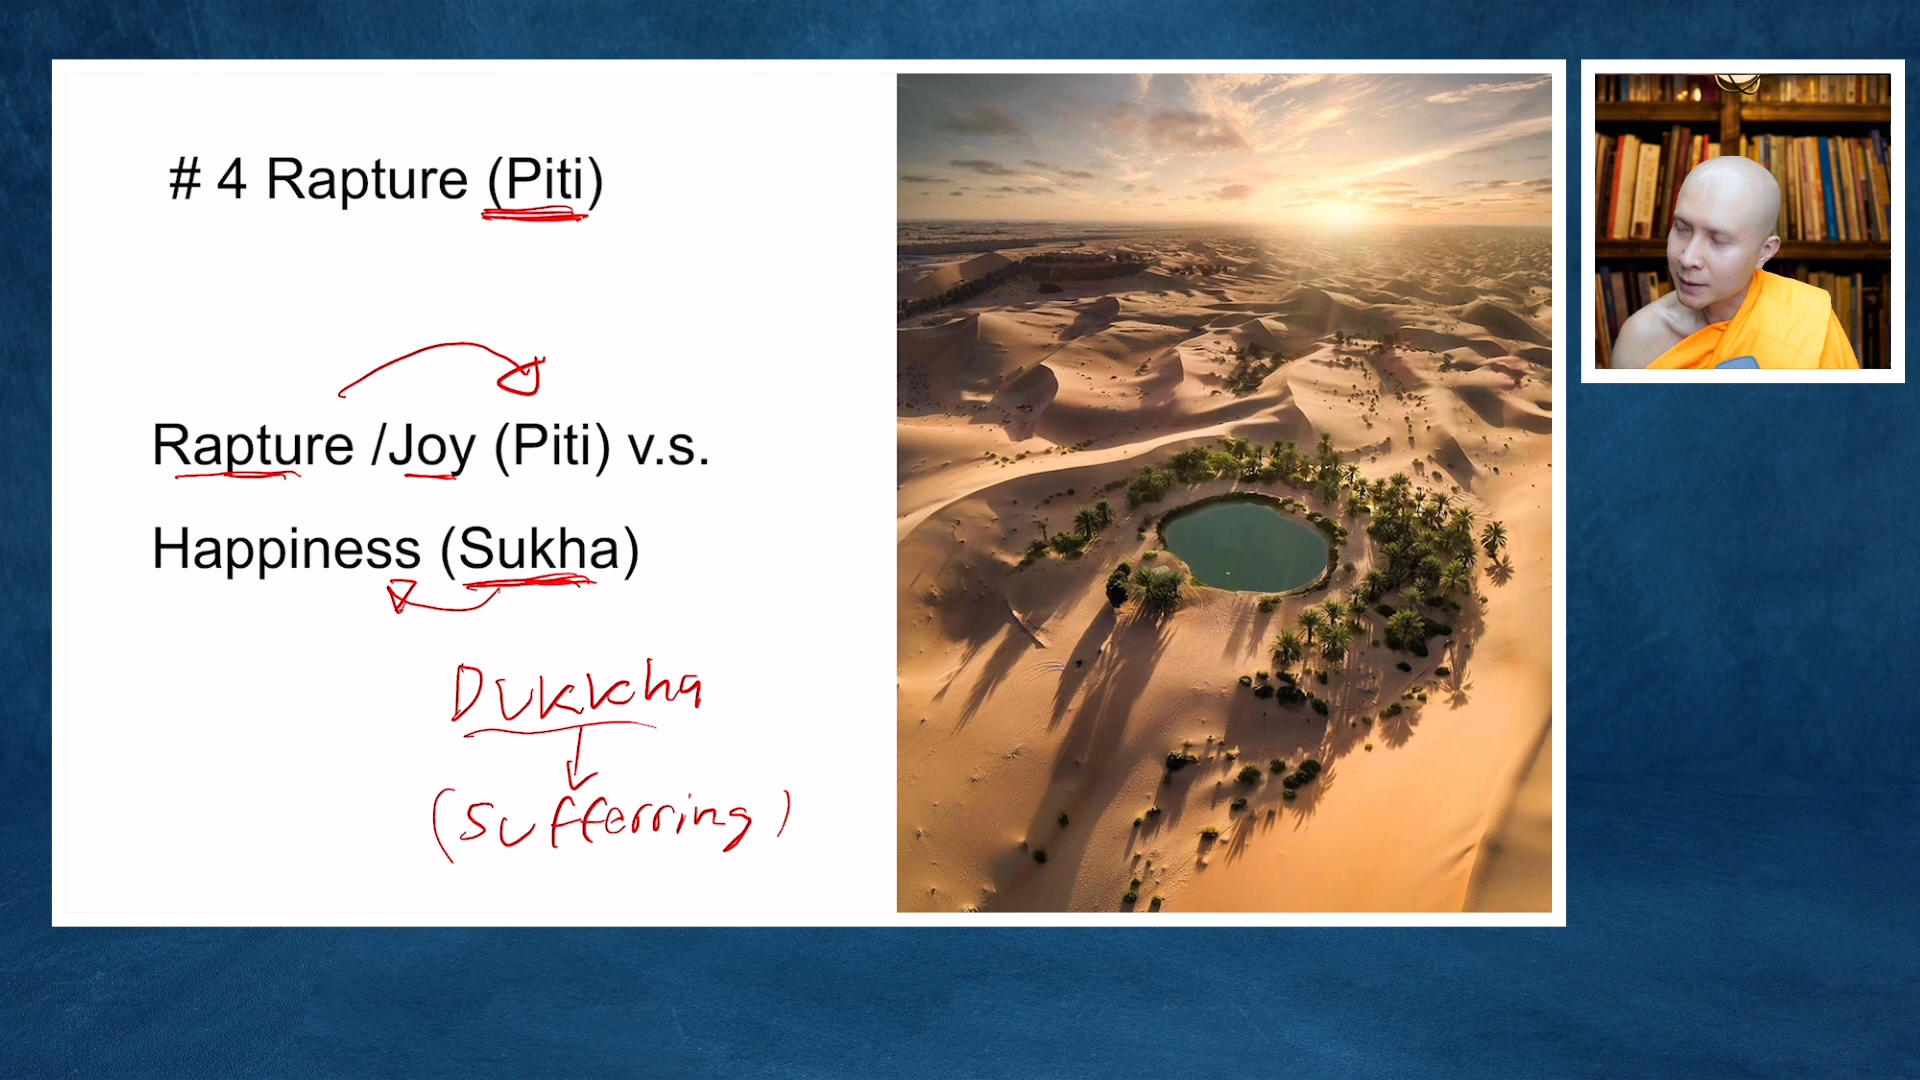 # 4 Rapture (Piti)
Rapture /Joy (Piti) v.s.
Happiness (Sukha)
Dukkha
(sufferring)